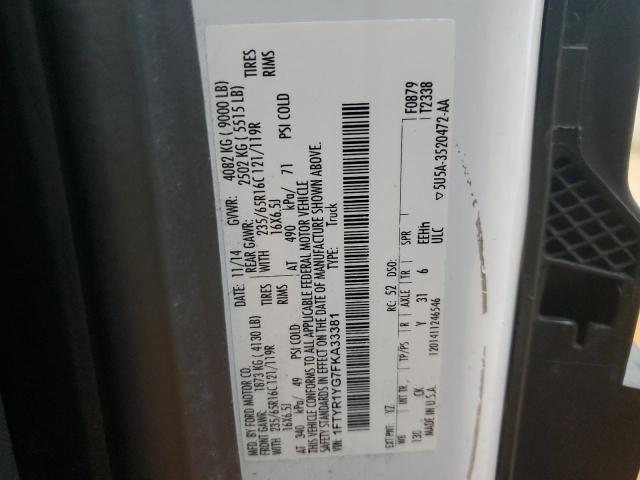 MFD. BY FORD MOTOR CO.
DATE: 11/14 GVWR: 4082 KG ( 9000 LB)
FRONT GAWR: 1873 KG ( 4130 LB) REAR GAWR: 2502 KG ( 5515 LB)
235/65R16C 121/119R TIRES WITH 235/65R16C 121/119R TIRES
16X6.5J RIMS 16X6.5J RIMS
AT 340 kPa/ 49 PSI COLD AT 490 kPa/ 71 PSI COLD
THIS VEHICLE CONFORMS TO ALL APPLICABLE FEDERAL MOTOR VEHICLE
SAFETY STANDARDS IN EFFECT ON THE DATE OF MANUFACTURE SHOWN ABOVE.
VIN: 1FTYR1YG7FKA33381
TYPE: Truck
F0879
T2338
EXT PNT: YZ RC: 52 DSO:
WB INT TR. TP/PS R AXLE TR SPR
130 CK Y 31 6 EEHh
MADE IN U.S.A. 1201411246546 ULC
▽ 5U5A-3520472-AA